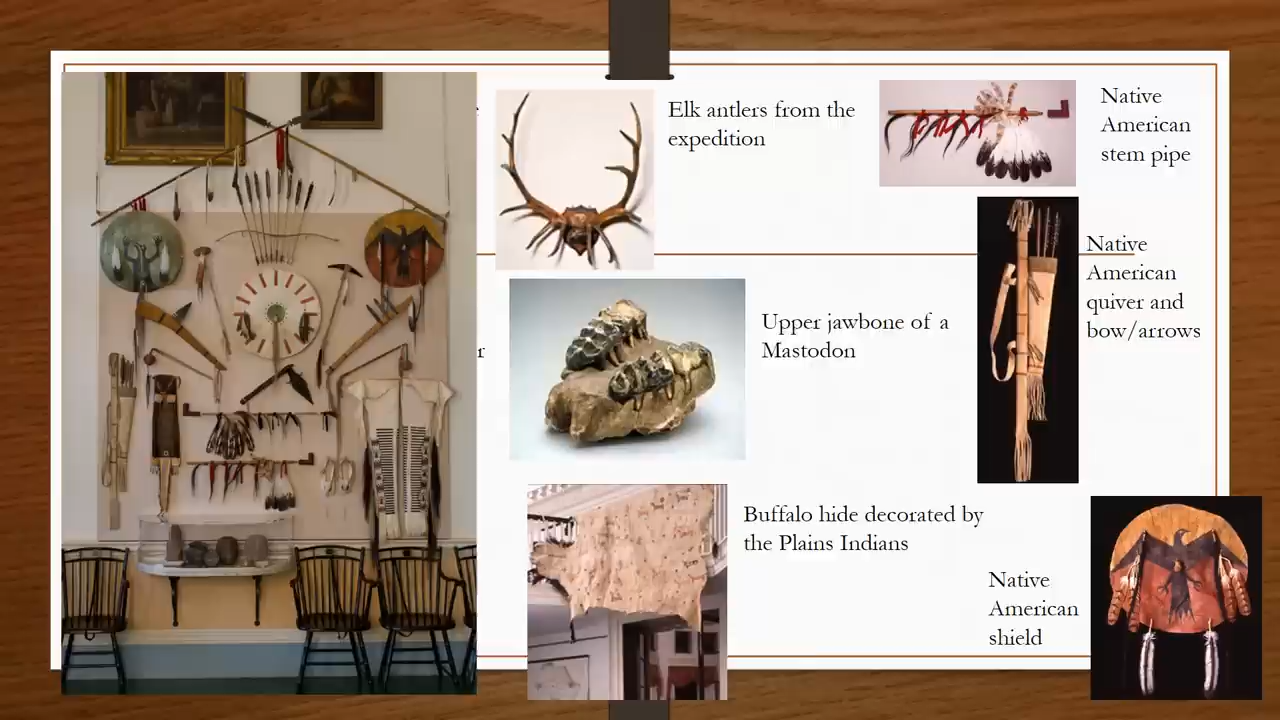 Elk antlers from the
expedition
Native
American
stem pipe
Native
American
quiver and
bow/arrows
Upper jawbone of a
Mastodon
Buffalo hide decorated by
the Plains Indians
Native
American
shield